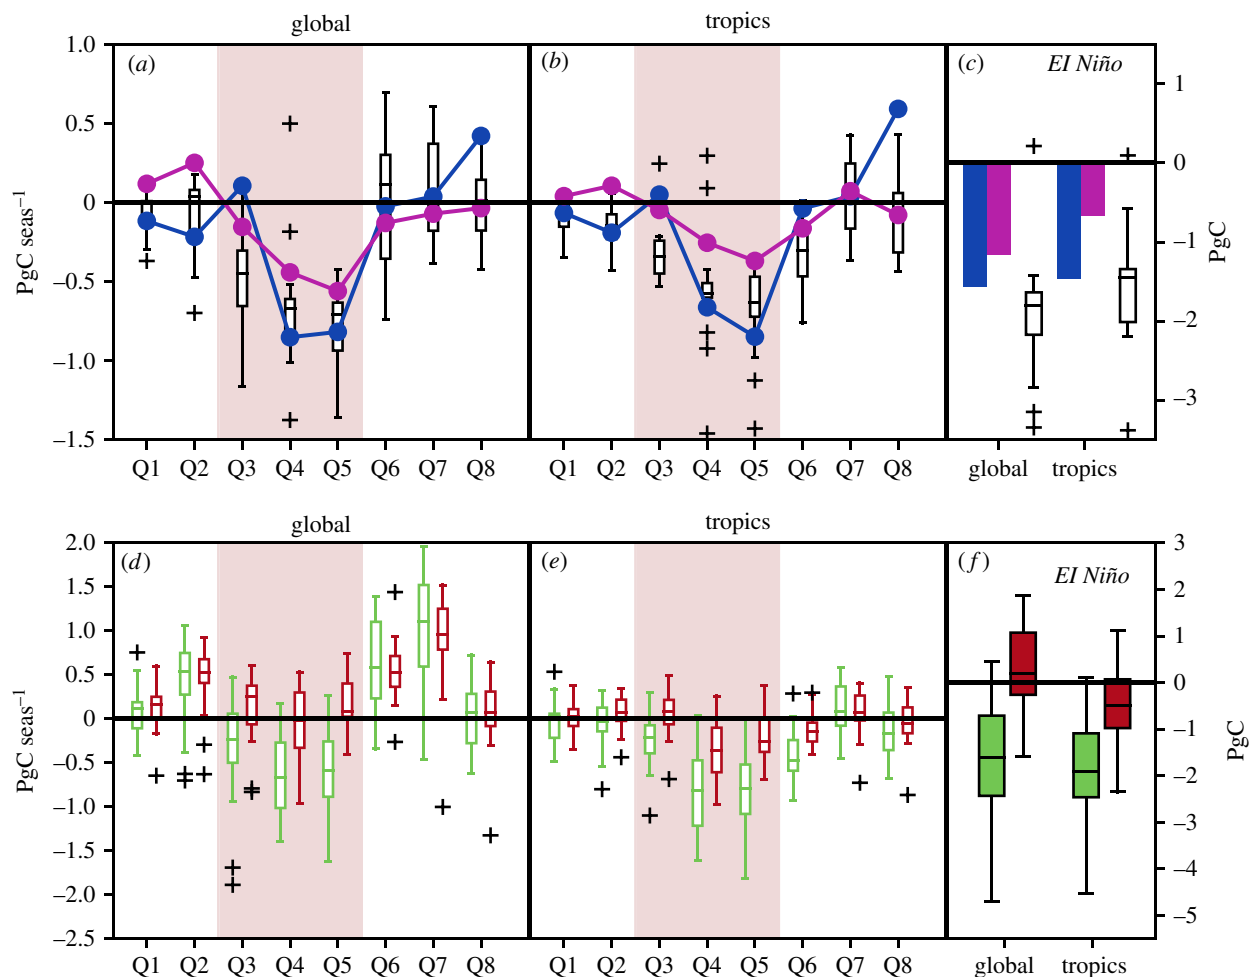 global tropics
1.0 (a) (b) (c) El Niño
1
0.5
0 0
PgC seas⁻¹ –1 PgC
–0.5
–2
–1.0
–3
–1.5
Q1 Q2 Q3 Q4 Q5 Q6 Q7 Q8 Q1 Q2 Q3 Q4 Q5 Q6 Q7 Q8 global tropics
global tropics
2.0 (d) (e) (f) 3
El Niño
1.5 2
1.0 1
0.5 0
0 –1
PgC seas⁻¹ PgC
–0.5 –2
–1.0 –3
–1.5 –4
–2.0 –5
–2.5
Q1 Q2 Q3 Q4 Q5 Q6 Q7 Q8 Q1 Q2 Q3 Q4 Q5 Q6 Q7 Q8 global tropics